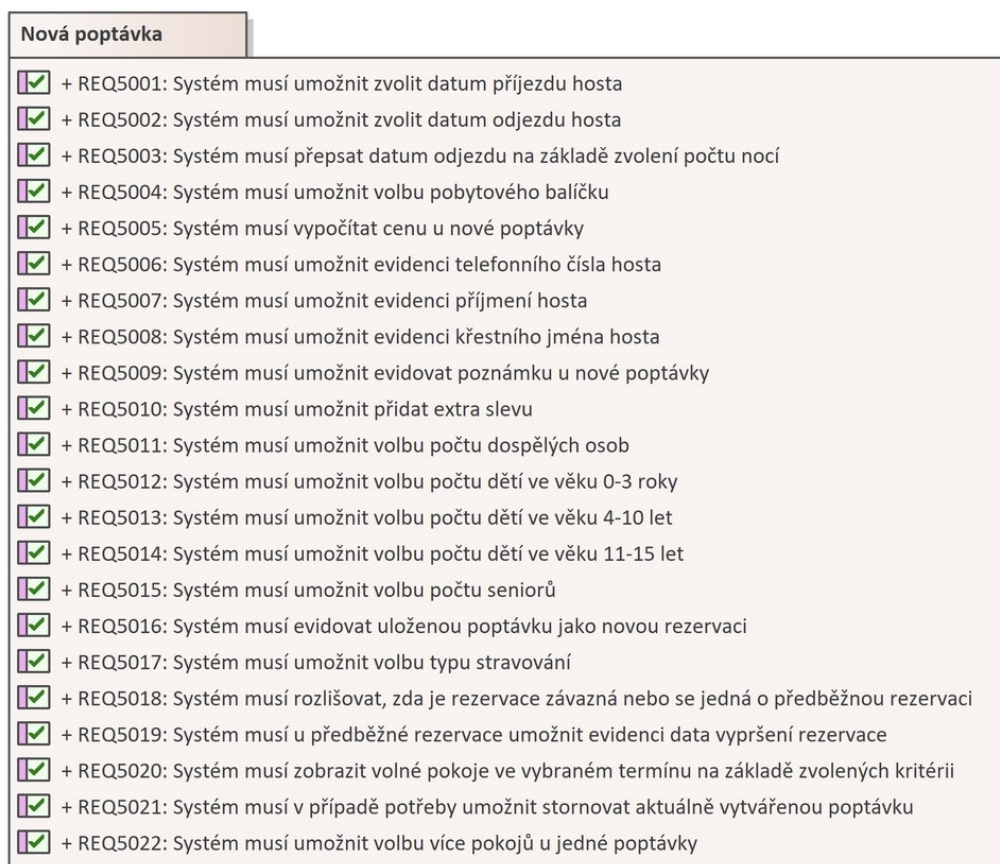 Nová poptávka
+ REQ5001: Systém musí umožnit zvolit datum příjezdu hosta
+ REQ5002: Systém musí umožnit zvolit datum odjezdu hosta
+ REQ5003: Systém musí přepsat datum odjezdu na základě zvolení počtu nocí
+ REQ5004: Systém musí umožnit volbu pobytového balíčku
+ REQ5005: Systém musí vypočítat cenu u nové poptávky
+ REQ5006: Systém musí umožnit evidenci telefonního čísla hosta
+ REQ5007: Systém musí umožnit evidenci příjmení hosta
+ REQ5008: Systém musí umožnit evidenci křestního jména hosta
+ REQ5009: Systém musí umožnit evidovat poznámku u nové poptávky
+ REQ5010: Systém musí umožnit přidat extra slevu
+ REQ5011: Systém musí umožnit volbu počtu dospělých osob
+ REQ5012: Systém musí umožnit volbu počtu dětí ve věku 0-3 roky
+ REQ5013: Systém musí umožnit volbu počtu dětí ve věku 4-10 let
+ REQ5014: Systém musí umožnit volbu počtu dětí ve věku 11-15 let
+ REQ5015: Systém musí umožnit volbu počtu seniorů
+ REQ5016: Systém musí evidovat uloženou poptávku jako novou rezervaci
+ REQ5017: Systém musí umožnit volbu typu stravování
+ REQ5018: Systém musí rozlišovat, zda je rezervace závazná nebo se jedná o předběžnou rezervaci
+ REQ5019: Systém musí u předběžné rezervace umožnit evidenci data vypršení rezervace
+ REQ5020: Systém musí zobrazit volné pokoje ve vybraném termínu na základě zvolených kritérii
+ REQ5021: Systém musí v případě potřeby umožnit stornovat aktuálně vytvářenou poptávku
+ REQ5022: Systém musí umožnit volbu více pokojů u jedné poptávky